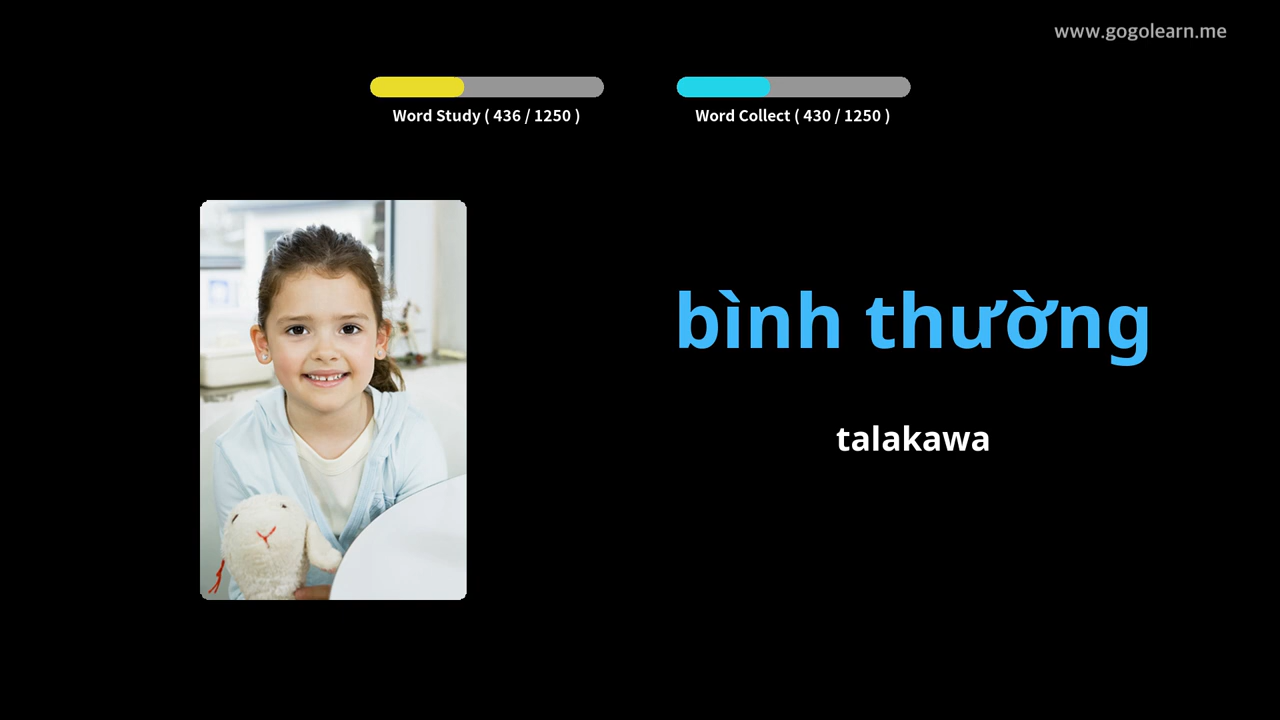 www.gogolearn.me
Word Study ( 436 / 1250 )
Word Collect ( 430 / 1250 )
bình thường
talakawa